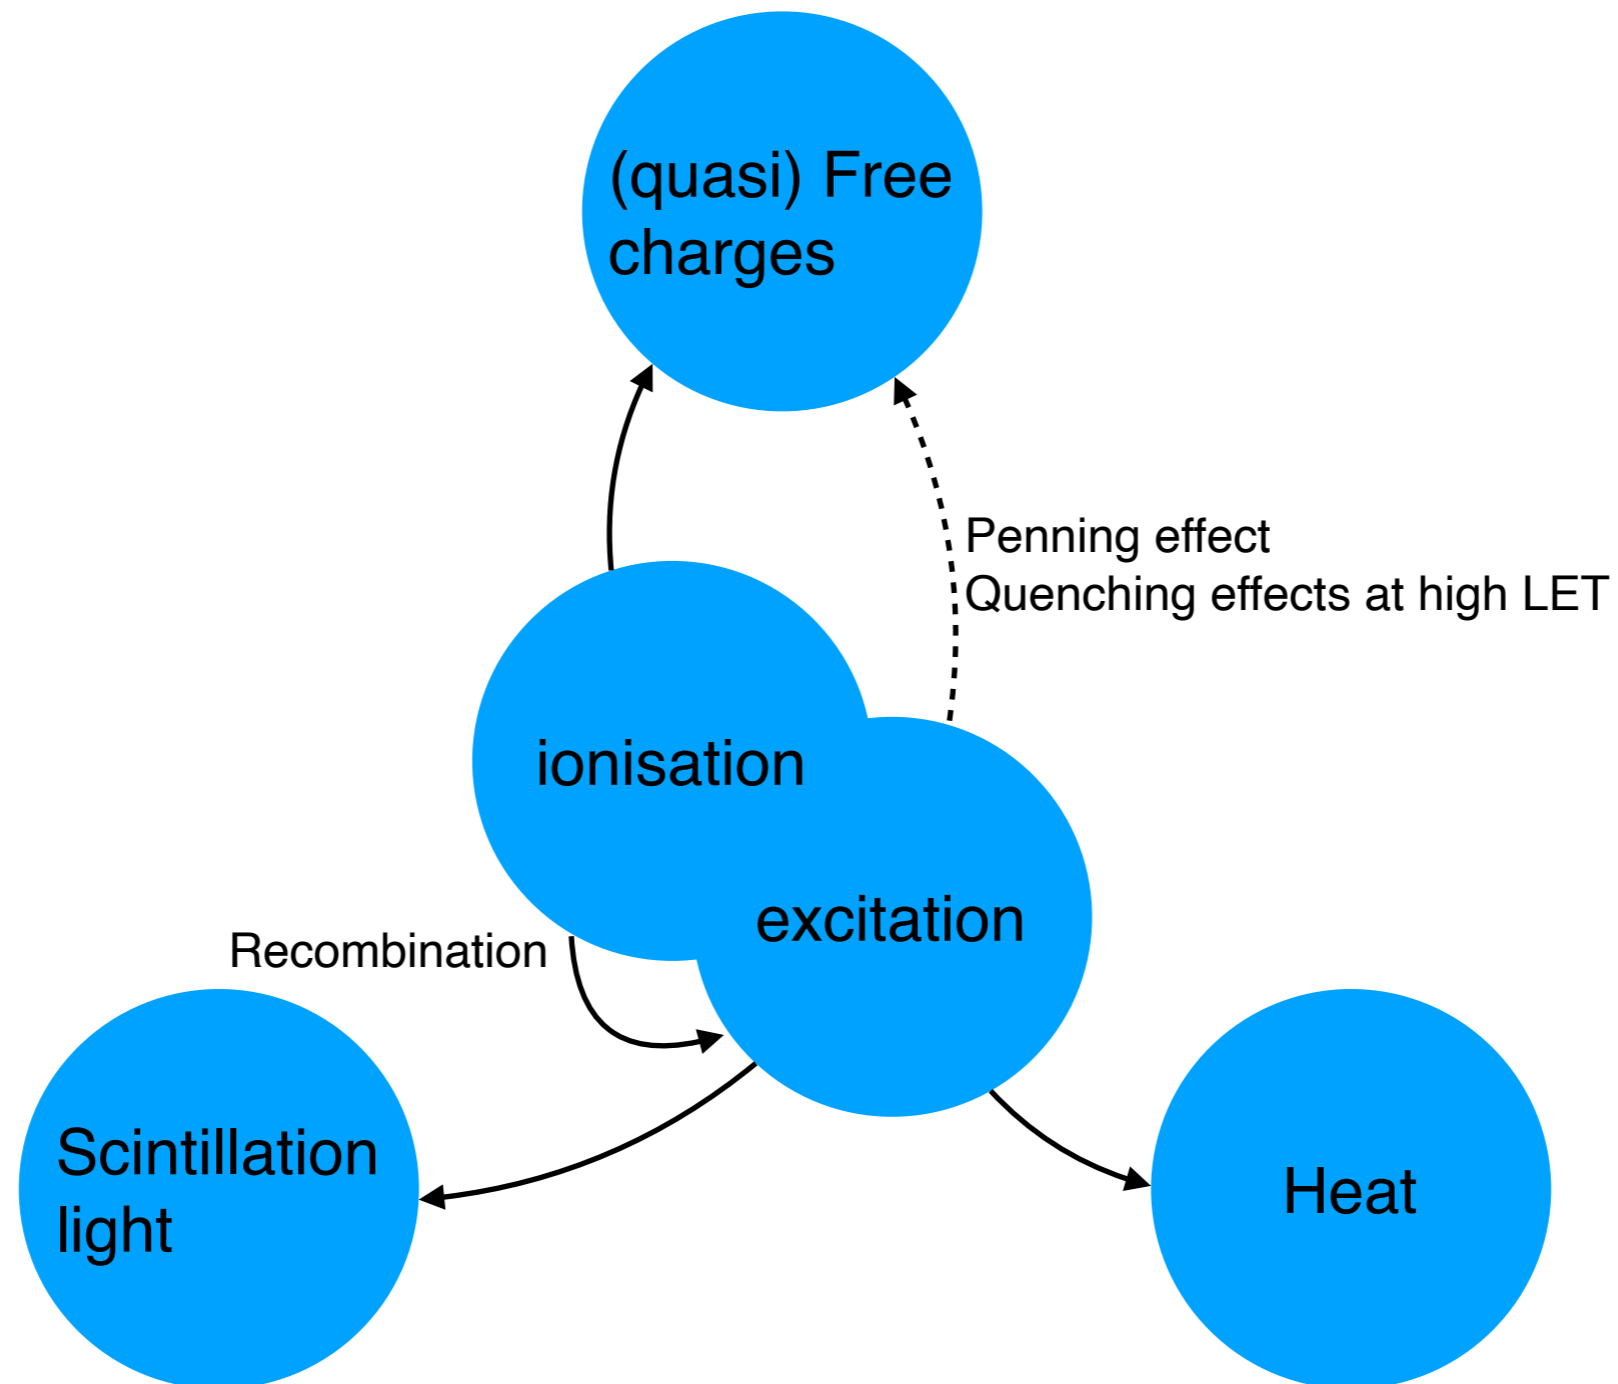 (quasi) Free
charges
Penning effect
Quenching effects at high LET
ionisation
excitation
Recombination
Scintillation
light
Heat